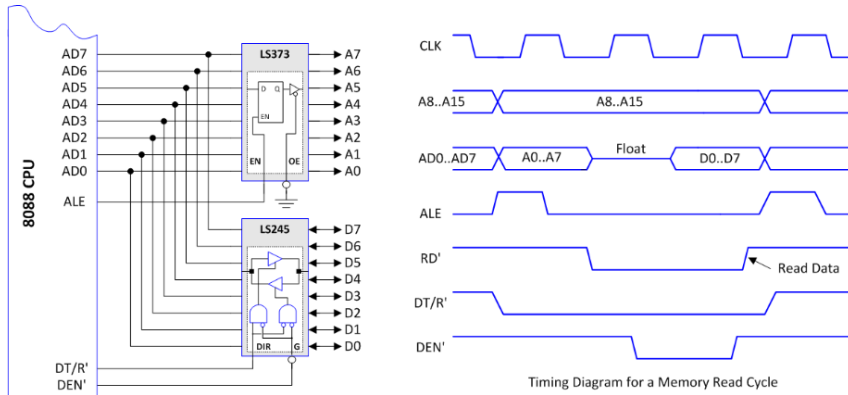 8088 CPU
AD7
AD6
AD5
AD4
AD3
AD2
AD1
AD0
ALE
DT/R'
DEN'
LS373
D Q
EN
EN OE
A7
A6
A5
A4
A3
A2
A1
A0
LS245
DIR G
D7
D6
D5
D4
D3
D2
D1
D0
CLK
A8..A15 A8..A15
AD0..AD7 A0..A7 Float D0..D7
ALE
RD' Read Data
DT/R'
DEN'
Timing Diagram for a Memory Read Cycle